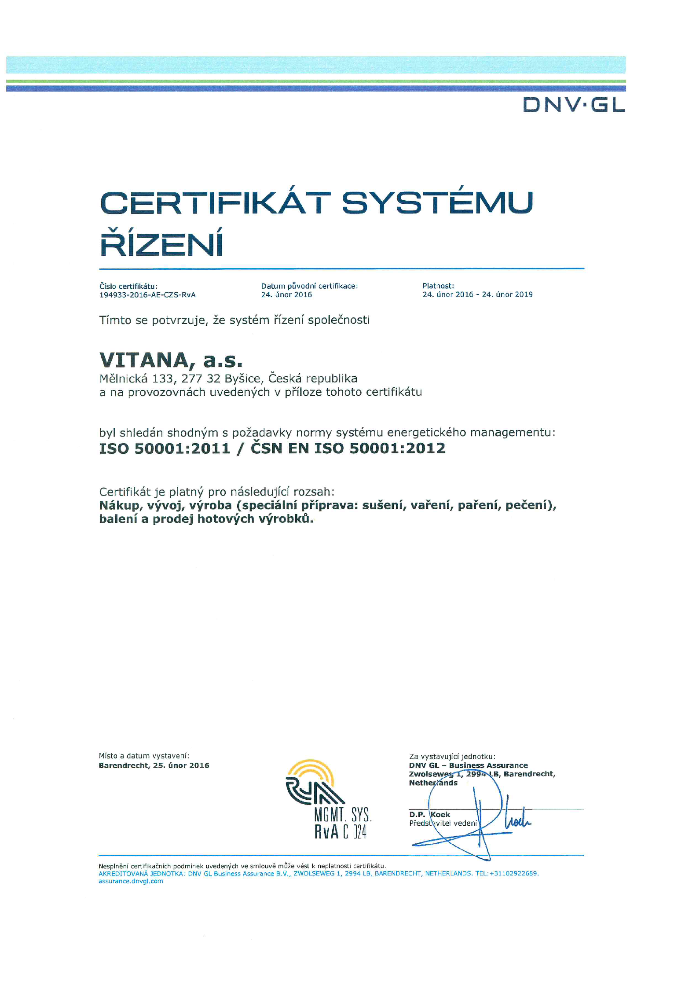 DNV·GL
CERTIFIKÁT SYSTÉMU
ŘÍZENÍ
Číslo certifikátu:
194933-2016-AE-CZS-RvA
Datum původní certifikace:
24. únor 2016
Platnost:
24. únor 2016 - 24. únor 2019
Tímto se potvrzuje, že systém řízení společnosti
VITANA, a.s.
Mělnická 133, 277 32 Byšice, Česká republika
a na provozovnách uvedených v příloze tohoto certifikátu
byl shledán shodným s požadavky normy systému energetického managementu:
ISO 50001:2011 / ČSN EN ISO 50001:2012
Certifikát je platný pro následující rozsah:
Nákup, vývoj, výroba (speciální příprava: sušení, vaření, paření, pečení),
balení a prodej hotových výrobků.
Místo a datum vystavení:
Barendrecht, 25. únor 2016
RvA
MGMT. SYS.
RvA C 024
Za vystavující jednotku:
DNV GL – Business Assurance
Zwolseweg 1, 2994 LB, Barendrecht,
Netherlands
D.P. Koek
Představitel vedení
Koek
Nesplnění certifikačních podmínek uvedených ve smlouvě může vést k neplatnosti certifikátu.
AKREDITOVANÁ JEDNOTKA: DNV GL Business Assurance B.V., ZWOLSEWEG 1, 2994 LB, BARENDRECHT, NETHERLANDS. TEL:+31102922689.
assurance.dnvgl.com